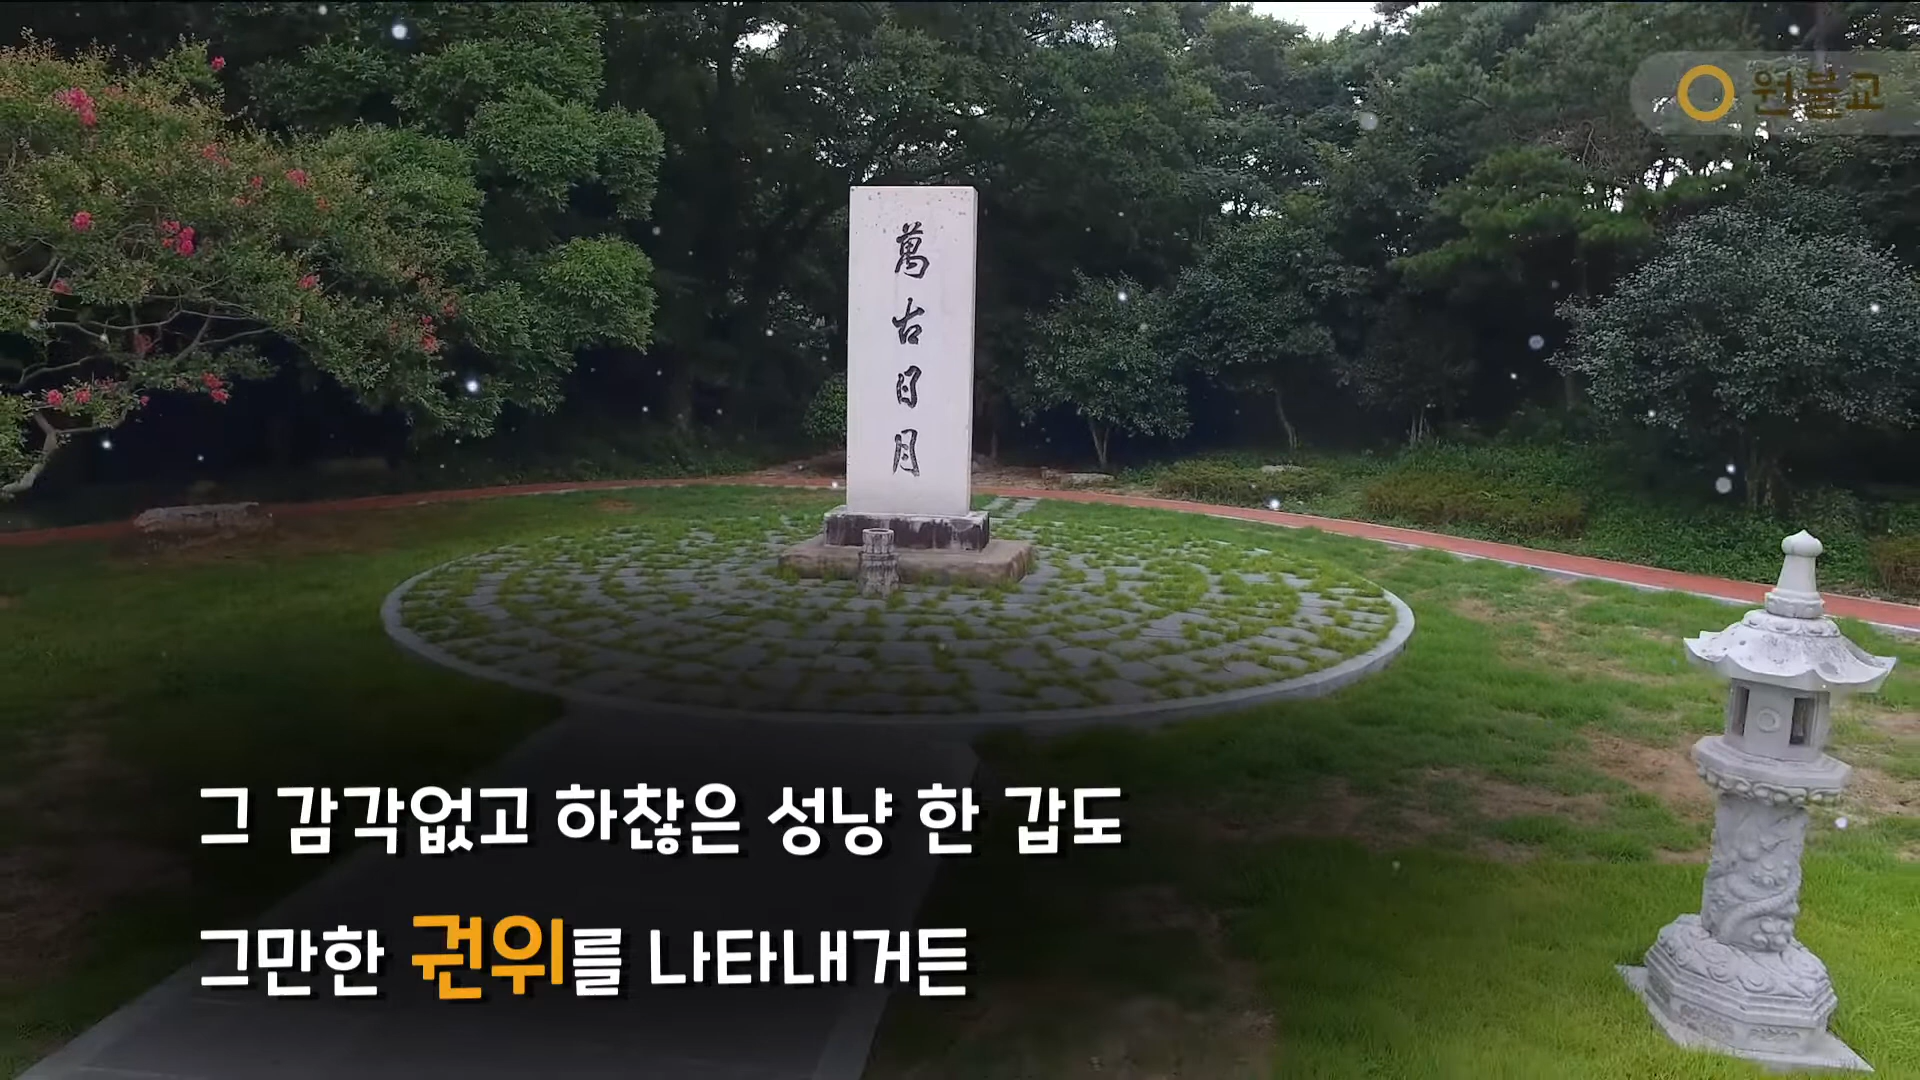 원불교
萬古日月
그 감각없고 하찮은 성냥 한 갑도
그만한 권위를 나타내거든